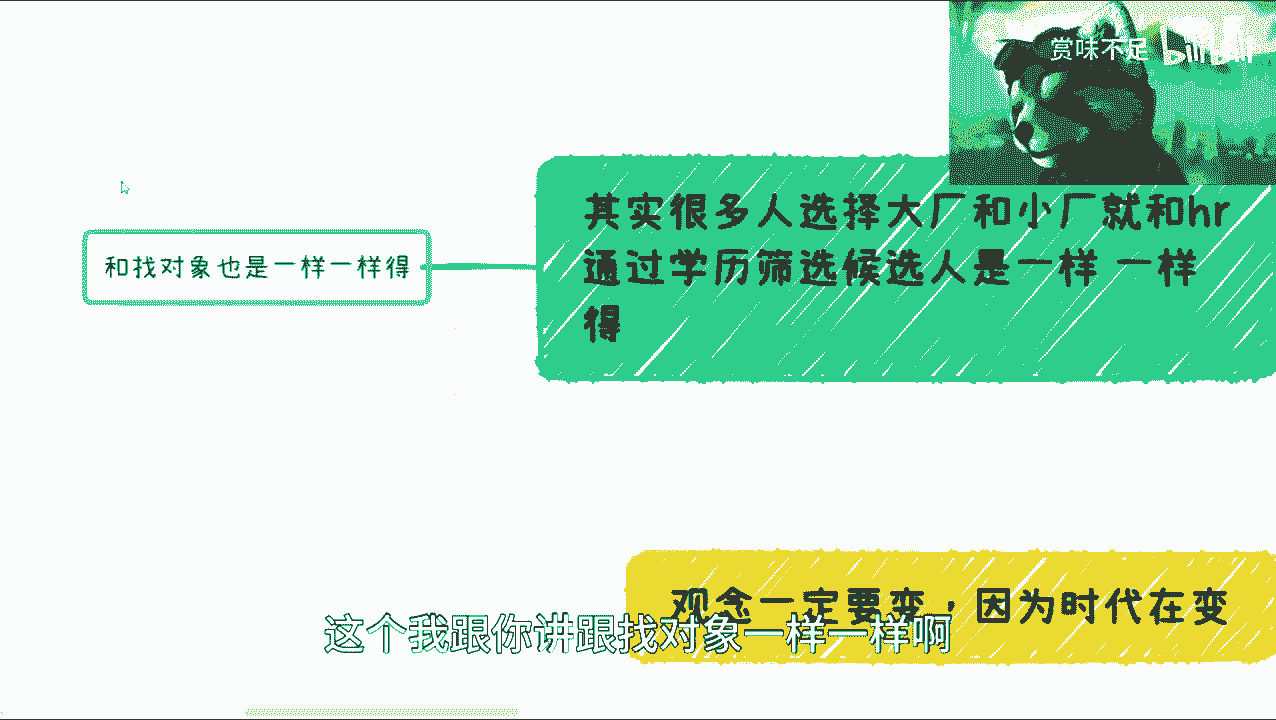 赏味不足 bilibili
其实很多人选择大厂和小厂就和hr
通过学历筛选候选人是一样 一样
得
和找对象也是一样一样得
观念一定要变，因为时代在变
这个我跟你讲跟找对象一样一样啊